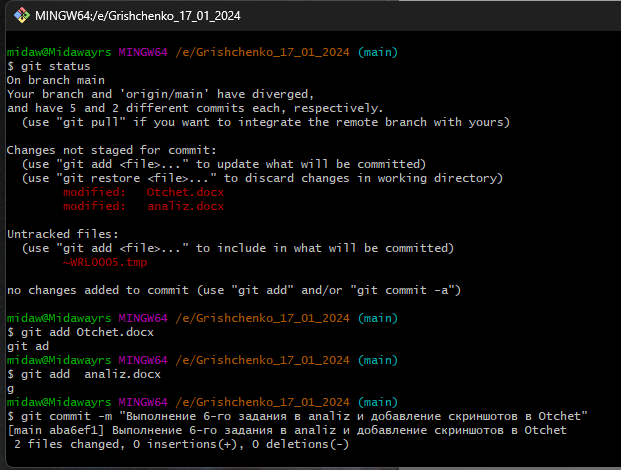 MINGW64:/e/Grishchenko_17_01_2024
midaw@Midawayrs MINGW64 /e/Grishchenko_17_01_2024 (main)
$ git status
On branch main
Your branch and 'origin/main' have diverged,
and have 5 and 2 different commits each, respectively.
  (use "git pull" if you want to integrate the remote branch with yours)

Changes not staged for commit:
  (use "git add <file>..." to update what will be committed)
  (use "git restore <file>..." to discard changes in working directory)
        modified:   Otchet.docx
        modified:   analiz.docx

Untracked files:
  (use "git add <file>..." to include in what will be committed)
        ~WRL0005.tmp

no changes added to commit (use "git add" and/or "git commit -a")

midaw@Midawayrs MINGW64 /e/Grishchenko_17_01_2024 (main)
$ git add Otchet.docx
git ad
midaw@Midawayrs MINGW64 /e/Grishchenko_17_01_2024 (main)
$ git add  analiz.docx
g
midaw@Midawayrs MINGW64 /e/Grishchenko_17_01_2024 (main)
$ git commit -m "Выполнение 6-го задания в analiz и добавление скриншотов в Otchet"
[main aba6ef1] Выполнение 6-го задания в analiz и добавление скриншотов в Otchet
 2 files changed, 0 insertions(+), 0 deletions(-)